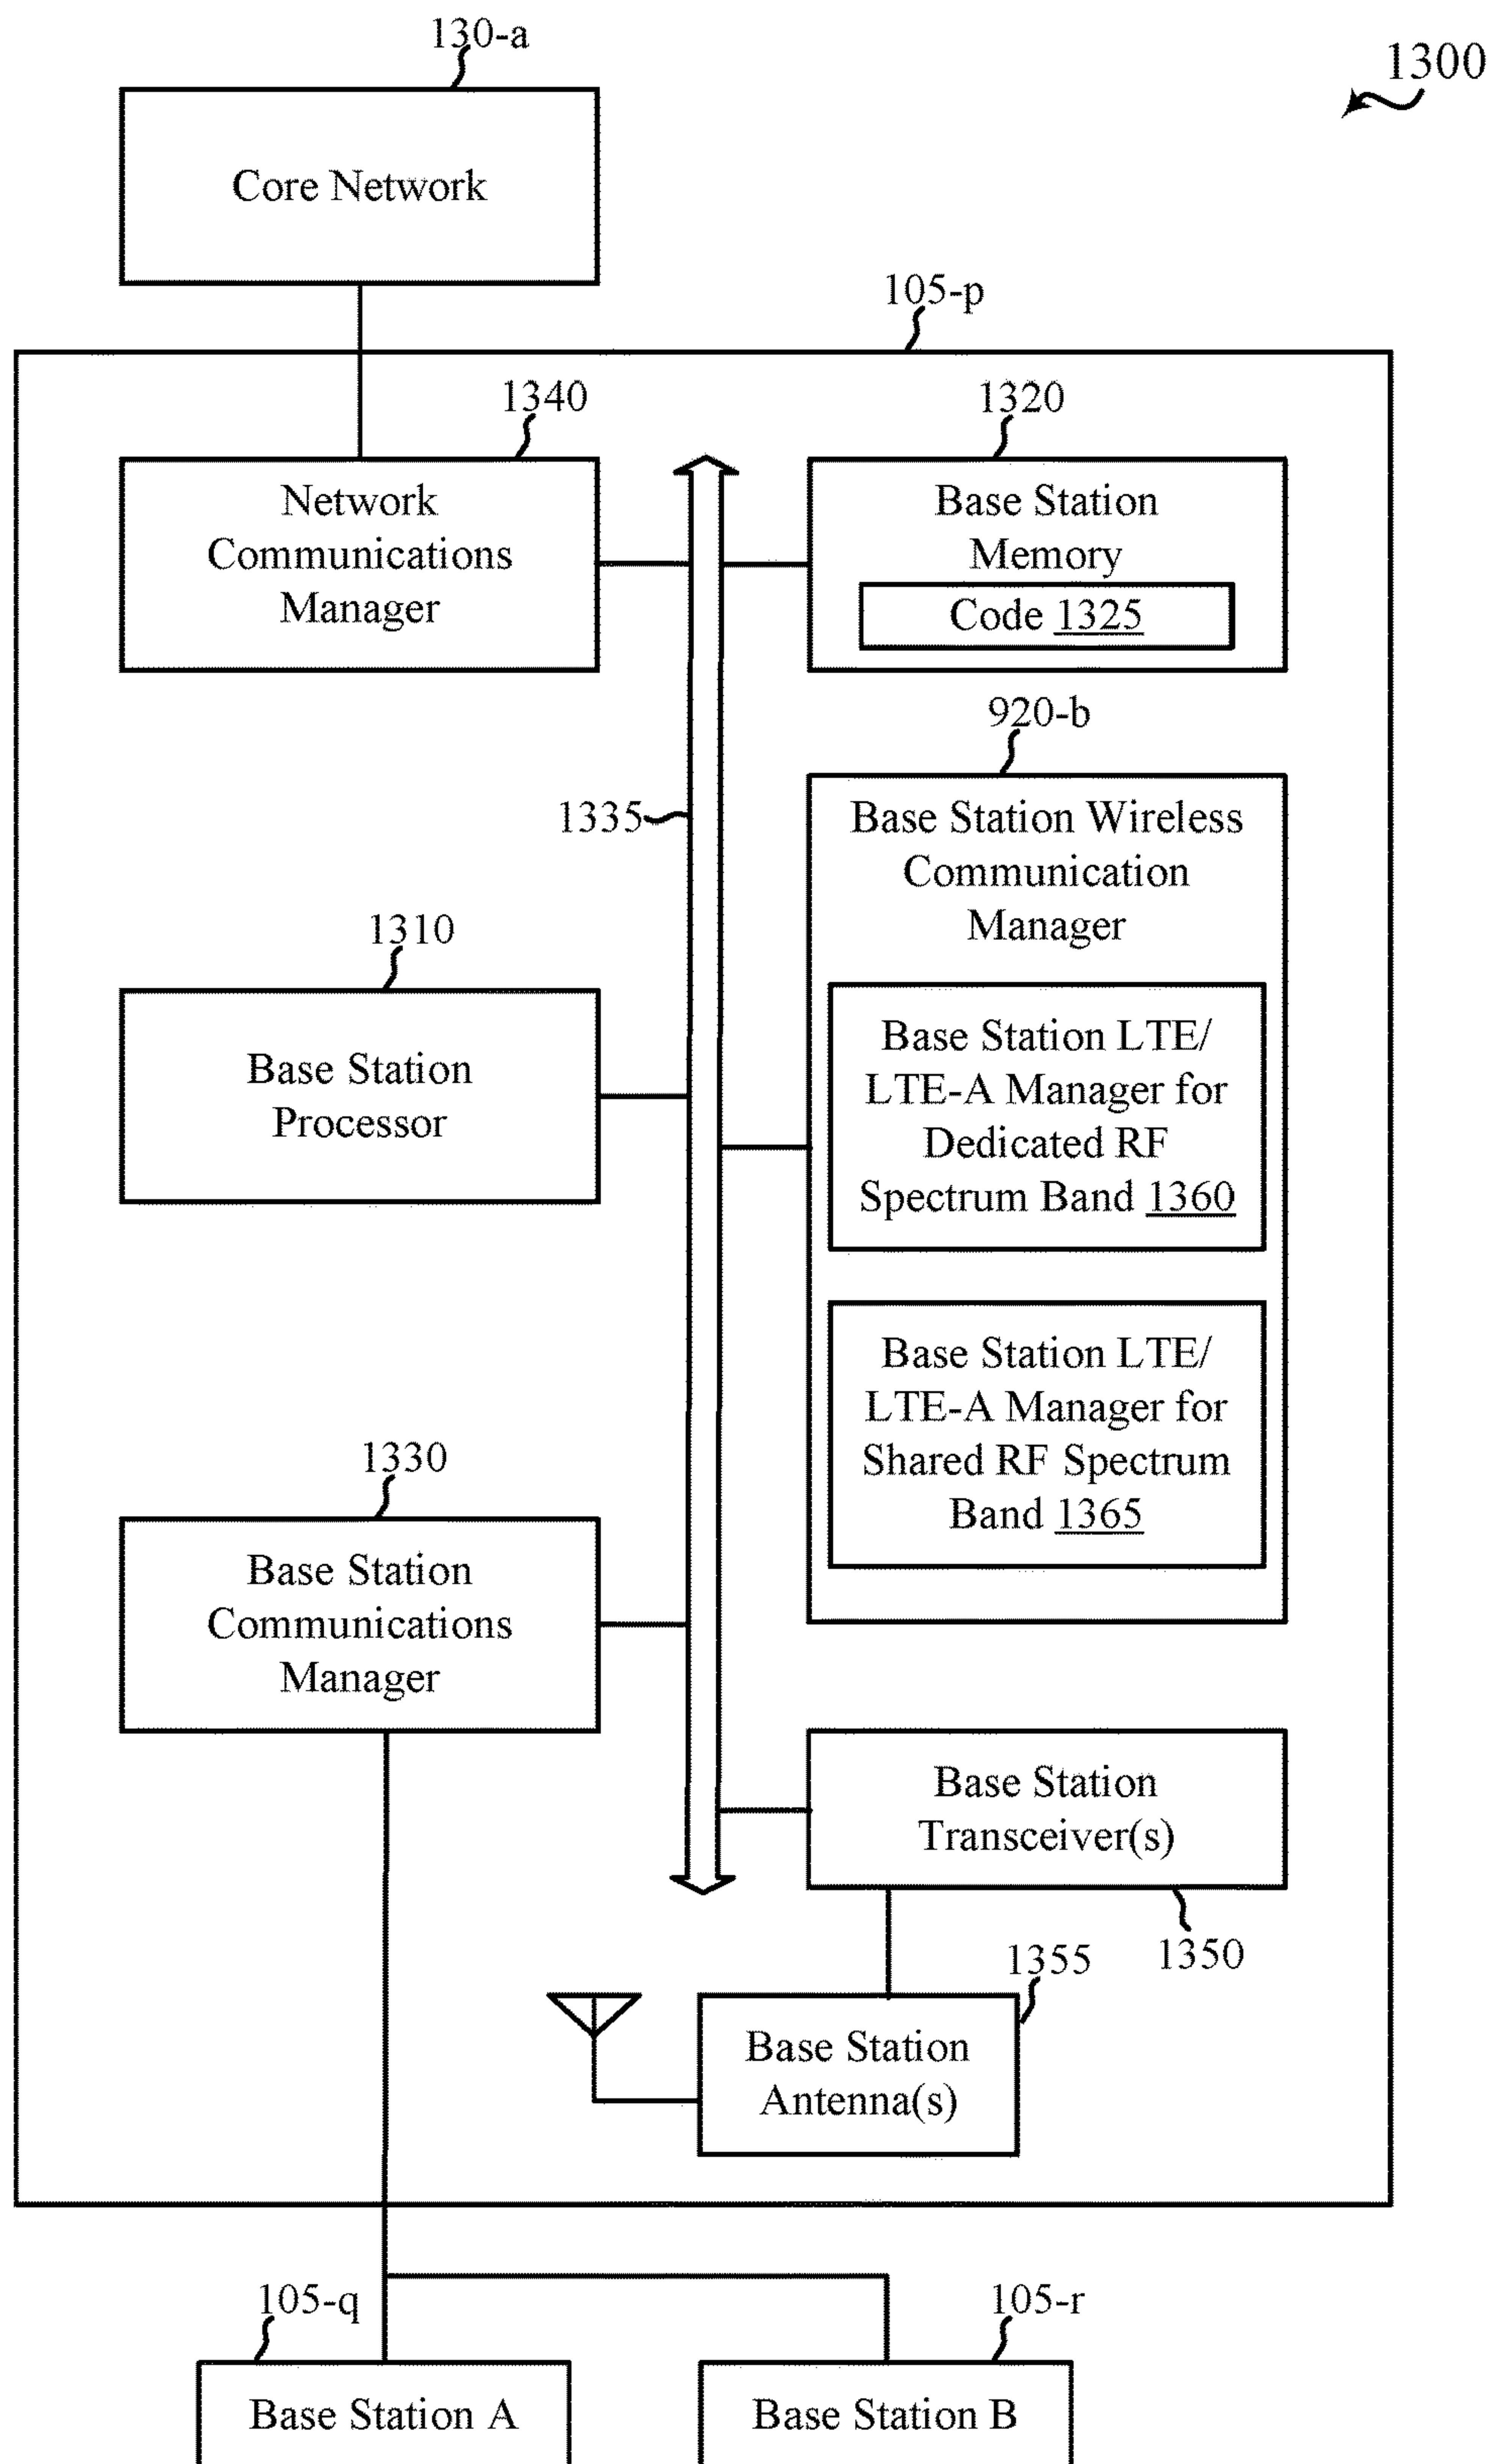 130-a
1300
Core Network
105-p
1340
1320
Network
Communications
Manager
Base Station
Memory
Code 1325
920-b
1335
Base Station Wireless
Communication
Manager
1310
Base Station
Processor
Base Station LTE/
LTE-A Manager for
Dedicated RF
Spectrum Band 1360
Base Station LTE/
LTE-A Manager for
Shared RF Spectrum
Band 1365
1330
Base Station
Communications
Manager
Base Station
Transceiver(s)
1350
1355
Base Station
Antenna(s)
105-q
105-r
Base Station A
Base Station B